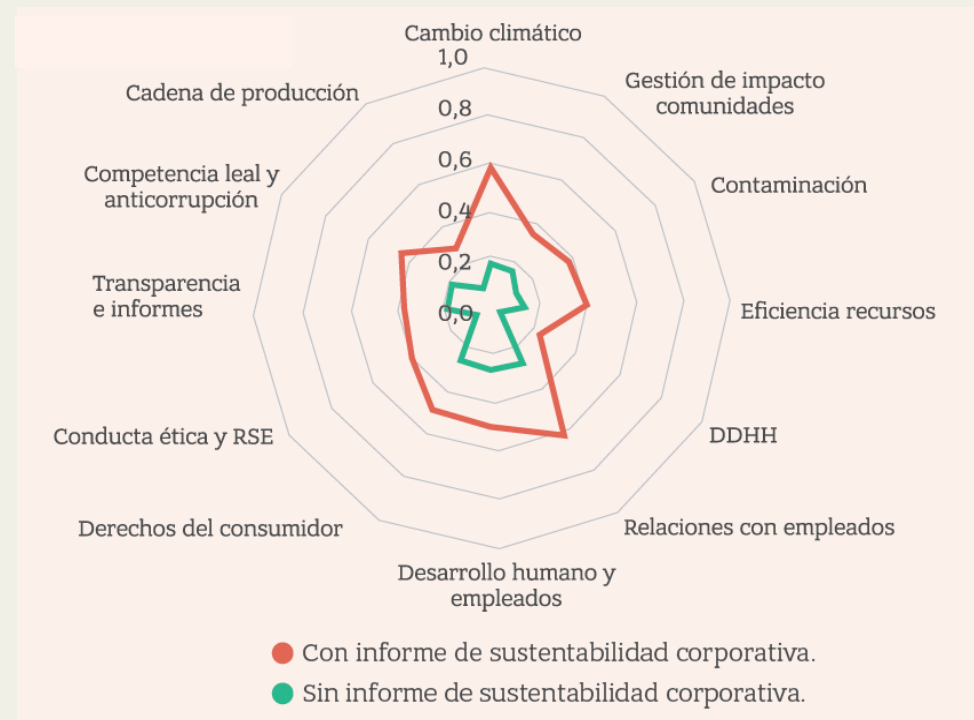 Cambio climático
1,0
Gestión de impacto
comunidades
Cadena de producción
0,8
0,6
Competencia leal y
anticorrupción
Contaminación
0,4
0,2
Transparencia
e informes
0,0
Eficiencia recursos
Conducta ética y RSE
DDHH
Derechos del consumidor
Relaciones con empleados
Desarrollo humano y
empleados
Con informe de sustentabilidad corporativa.
Sin informe de sustentabilidad corporativa.